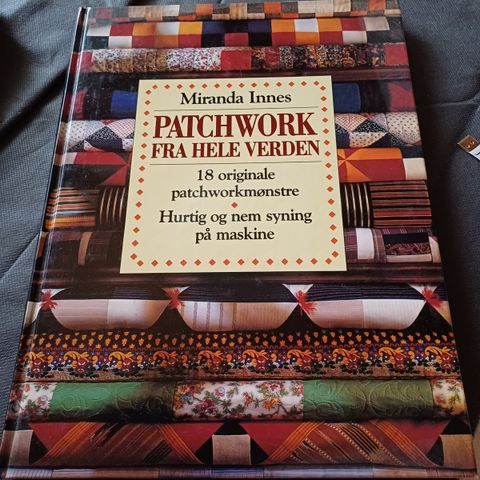 Miranda Innes
PATCHWORK
FRA HELE VERDEN
18 originale
patchworkmønstre
Hurtig og nem syning
på maskine